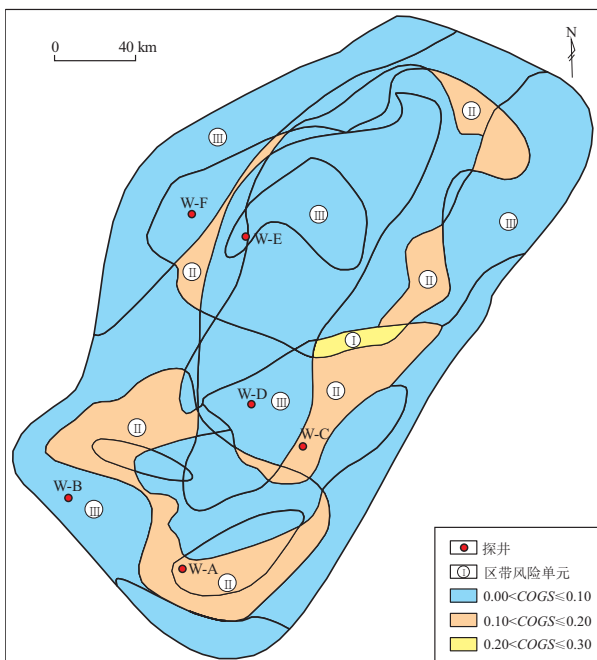 0 40 km
N
Ⅱ
Ⅲ
W-F
Ⅲ
Ⅲ
W-E
Ⅱ
Ⅱ
Ⅰ
Ⅱ
W-D
Ⅲ
Ⅱ
W-C
W-B
Ⅲ
W-A
Ⅱ
探井
Ⅰ 区带风险单元
0.00<COGS≤0.10
0.10<COGS≤0.20
0.20<COGS≤0.30